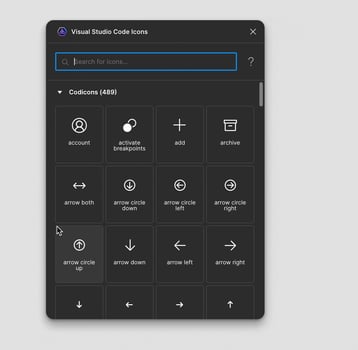 Visual Studio Code Icons
Search for icons...
?
Codicons (489)
account
activate
breakpoints
add
archive
arrow both
arrow circle
down
arrow circle
left
arrow circle
right
arrow circle
up
arrow down
arrow left
arrow right